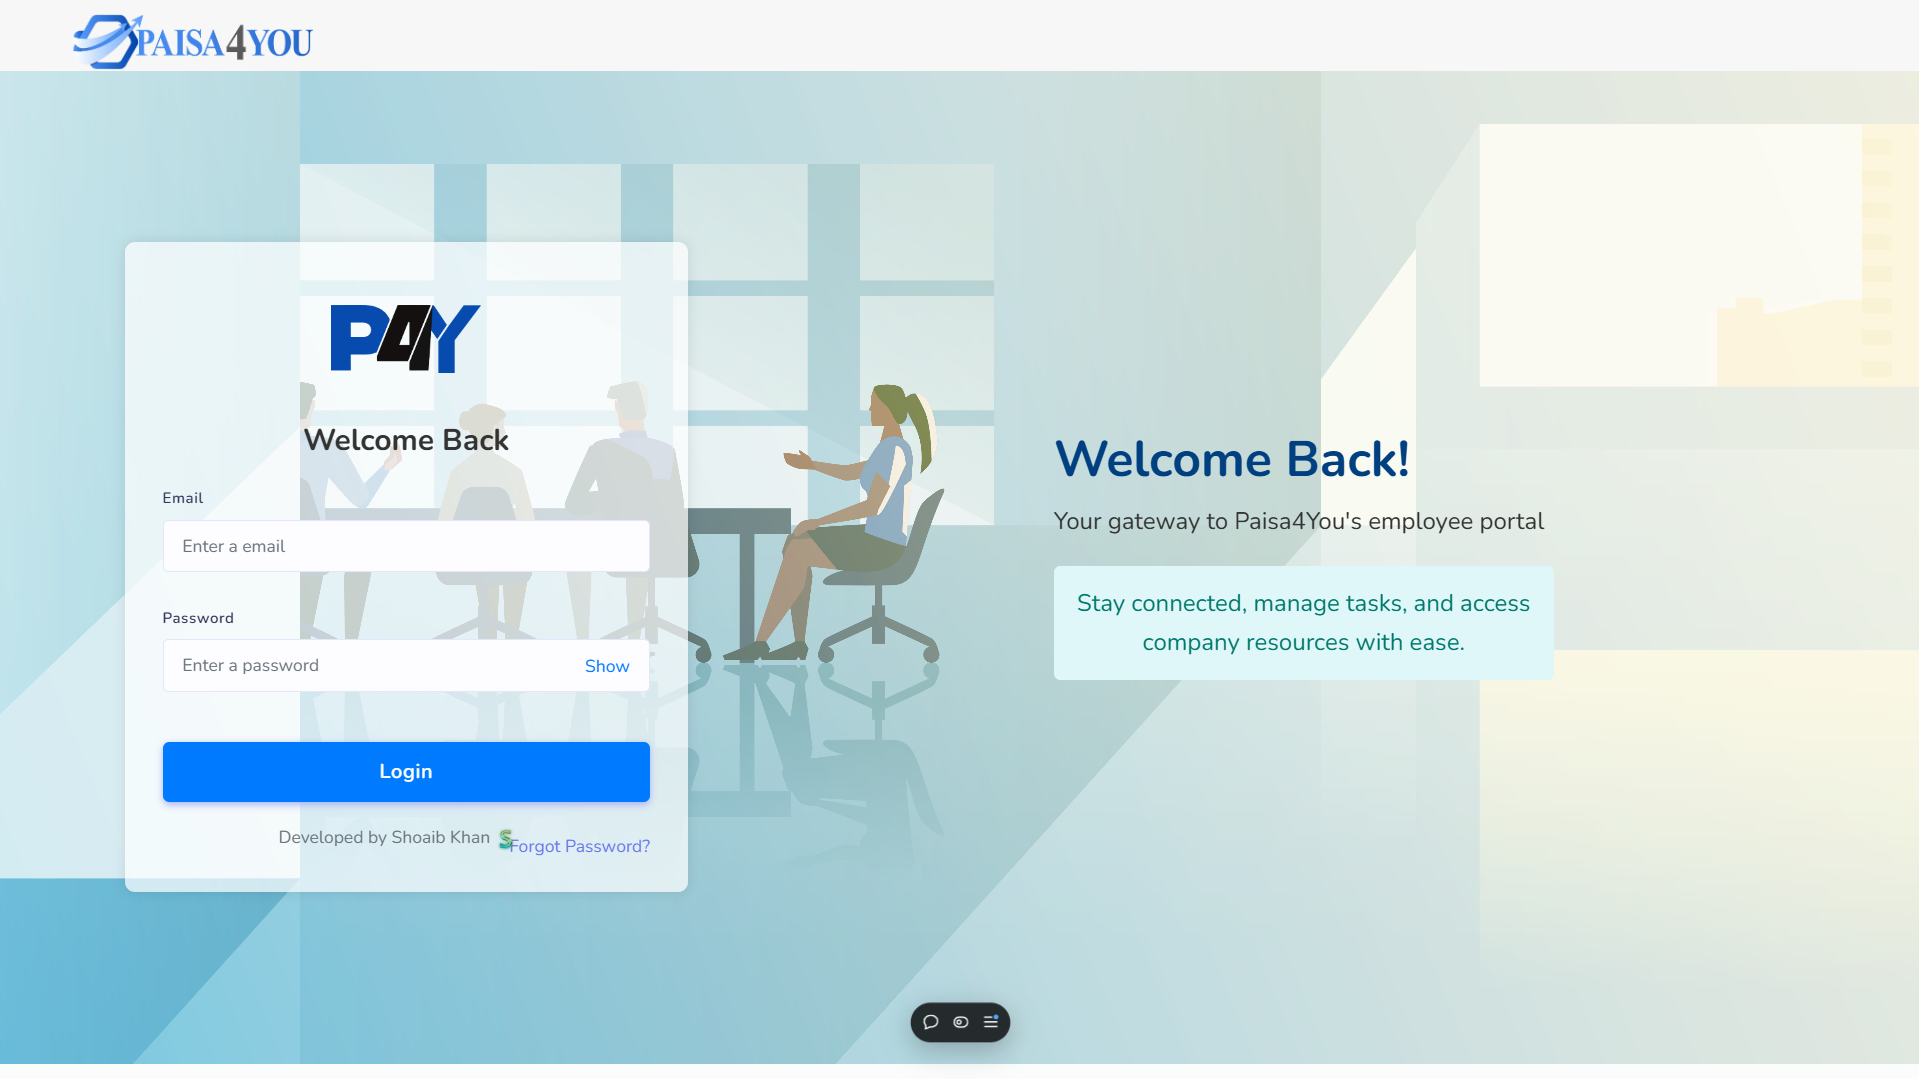 PAISA4YOU
P4Y
Welcome Back
Email
Enter a email
Password
Enter a password
Show
Login
Developed by Shoaib Khan
Forgot Password?
Welcome Back!
Your gateway to Paisa4You's employee portal
Stay connected, manage tasks, and access
company resources with ease.